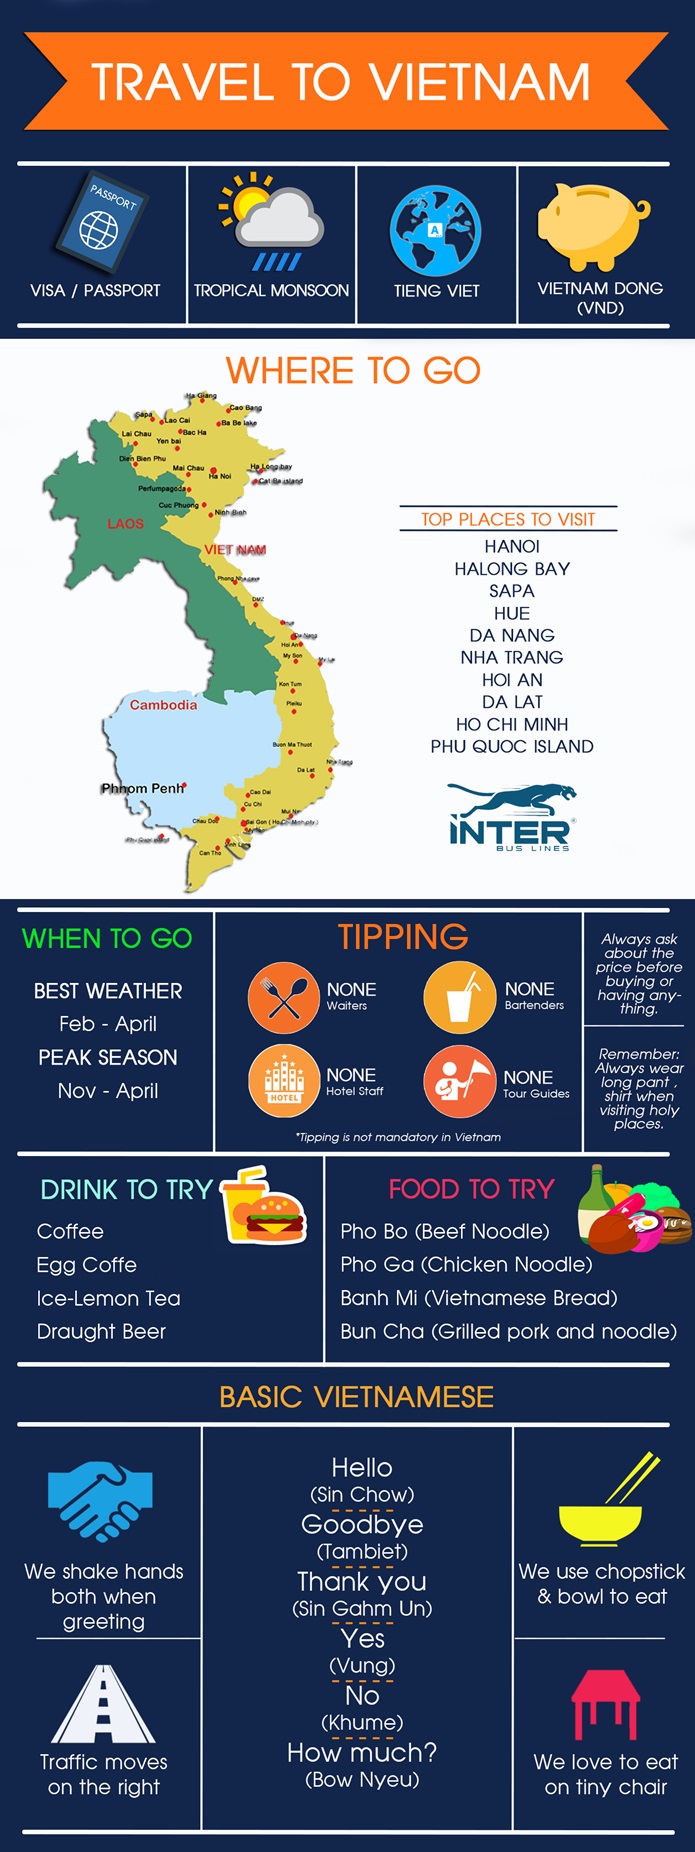 TRAVEL TO VIETNAM
PASSPORT
VISA / PASSPORT
TROPICAL MONSOON
A
TIENG VIET
VIETNAM DONG
(VND)
WHERE TO GO
Ha Giang
Cao Bang
Sapa
Lao Cai
Ba Be lake
Lai Chau
Bac Ha
Yen bai
Dien Bien Phu
Mai Chau
Ha Noi
Ha Long bay
Cat Ba island
Perfumpagoda
Cuc Phuong
Ninh Binh
LAOS
VIET NAM
Phong Nha cave
DMZ
Hue
Da Nang
Hoi An
My Son
My Lai
Kon Tum
Pleiku
Cambodia
Buon Ma Thuot
Nha Trang
Da Lat
Phnom Penh
Cao Dai
Cu Chi
Mui Ne
Chau Doc
Sai Gon ( Ho Chi Minh city )
Phu Quoc island
Vinh Long
Can Tho
TOP PLACES TO VISIT
HANOI
HALONG BAY
SAPA
HUE
DA NANG
NHA TRANG
HOI AN
DA LAT
HO CHI MINH
PHU QUOC ISLAND
INTER®
BUS LINES
WHEN TO GO
BEST WEATHER
Feb - April
PEAK SEASON
Nov - April
TIPPING
NONE
Waiters
NONE
Bartenders
HOTEL
NONE
Hotel Staff
NONE
Tour Guides
*Tipping is not mandatory in Vietnam
Always ask
about the
price before
buying or
having any-
thing.
Remember:
Always wear
long pant ,
shirt when
visiting holy
places.
DRINK TO TRY
Coffee
Egg Coffe
Ice-Lemon Tea
Draught Beer
FOOD TO TRY
Pho Bo (Beef Noodle)
Pho Ga (Chicken Noodle)
Banh Mi (Vietnamese Bread)
Bun Cha (Grilled pork and noodle)
BASIC VIETNAMESE
We shake hands
both when
greeting
Traffic moves
on the right
Hello
(Sin Chow)
Goodbye
(Tambiet)
Thank you
(Sin Gahm Un)
Yes
(Vung)
No
(Khume)
How much?
(Bow Nyeu)
We use chopstick
& bowl to eat
We love to eat
on tiny chair